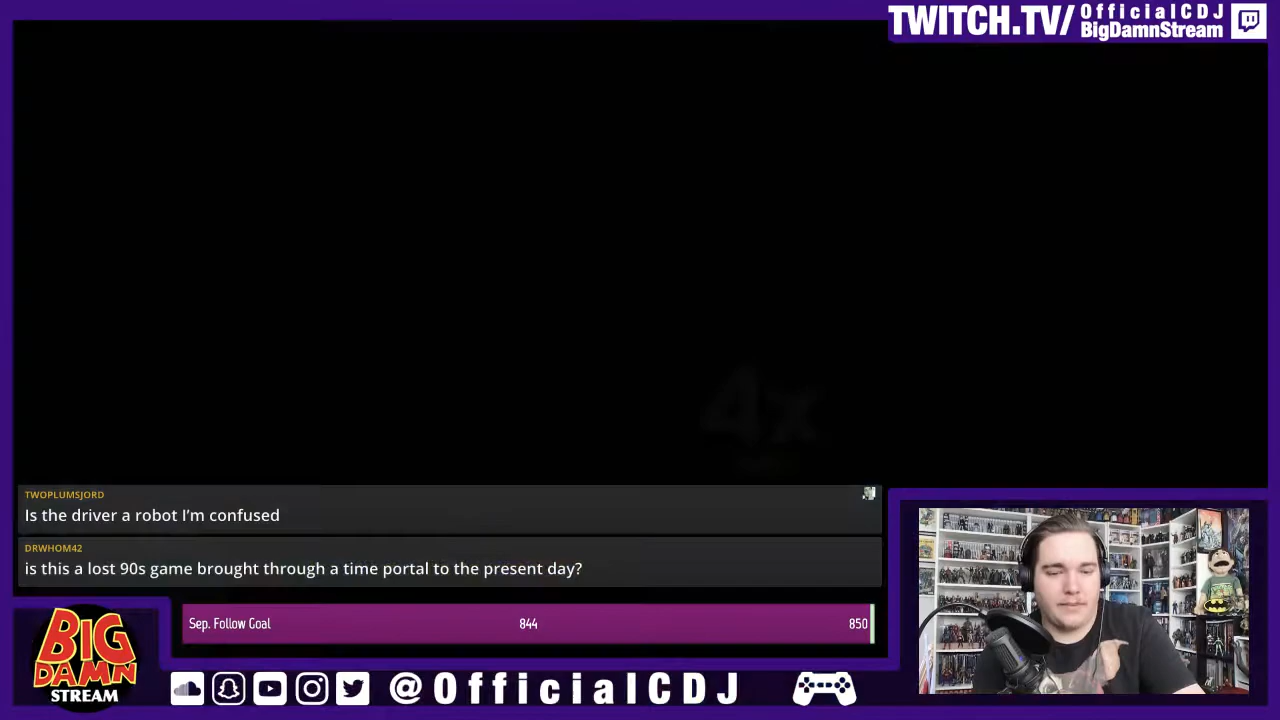 TWITCH.TV/ OfficialCDJ
BigDamnStream
4x
TWOPLUMSJORD
Is the driver a robot I’m confused
DRWHOM42
is this a lost 90s game brought through a time portal to the present day?
Sep. Follow Goal 844 850
BIG
DAMN
STREAM
@OfficialCDJ